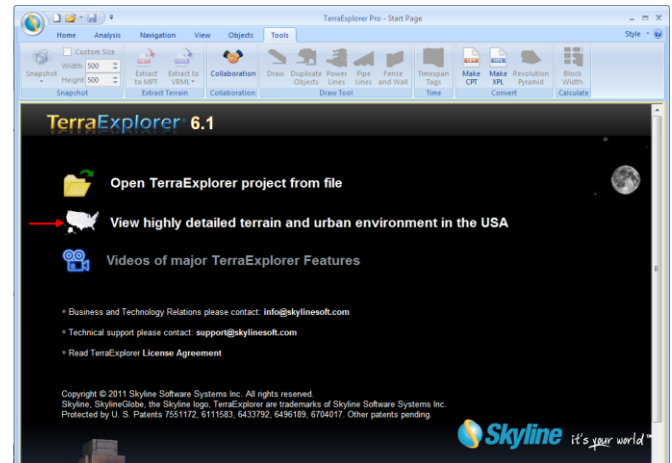 TerraExplorer Pro - Start Page
Home Analysis Navigation View Objects Tools Style
Snapshot
Custom Size
Width 500
Height 500
Snapshot
Extract to MPT
Extract to VRML
Extract Terrain
Collaboration
Collaboration
Draw
Duplicate Objects
Power Lines
Pipe Lines
Fence and Wall
Draw Tool
Timespan Tags
Time
Make CPT
Make XPL
Resolution Pyramid
Convert
Block Width
Calculate
TerraExplorer 6.1
Open TerraExplorer project from file
View highly detailed terrain and urban environment in the USA
Videos of major TerraExplorer Features
Business and Technology Relations please contact: info@skylinesoft.com
Technical support please contact: support@skylinesoft.com
Read TerraExplorer License Agreement
Copyright © 2011 Skyline Software Systems Inc. All rights reserved.
Skyline, SkylineGlobe, the Skyline logo, TerraExplorer are trademarks of Skyline Software Systems Inc.
Protected by U. S. Patents 7551172, 6111583, 6433792, 6496189, 6704017. Other patents pending.
Skyline it's your world™